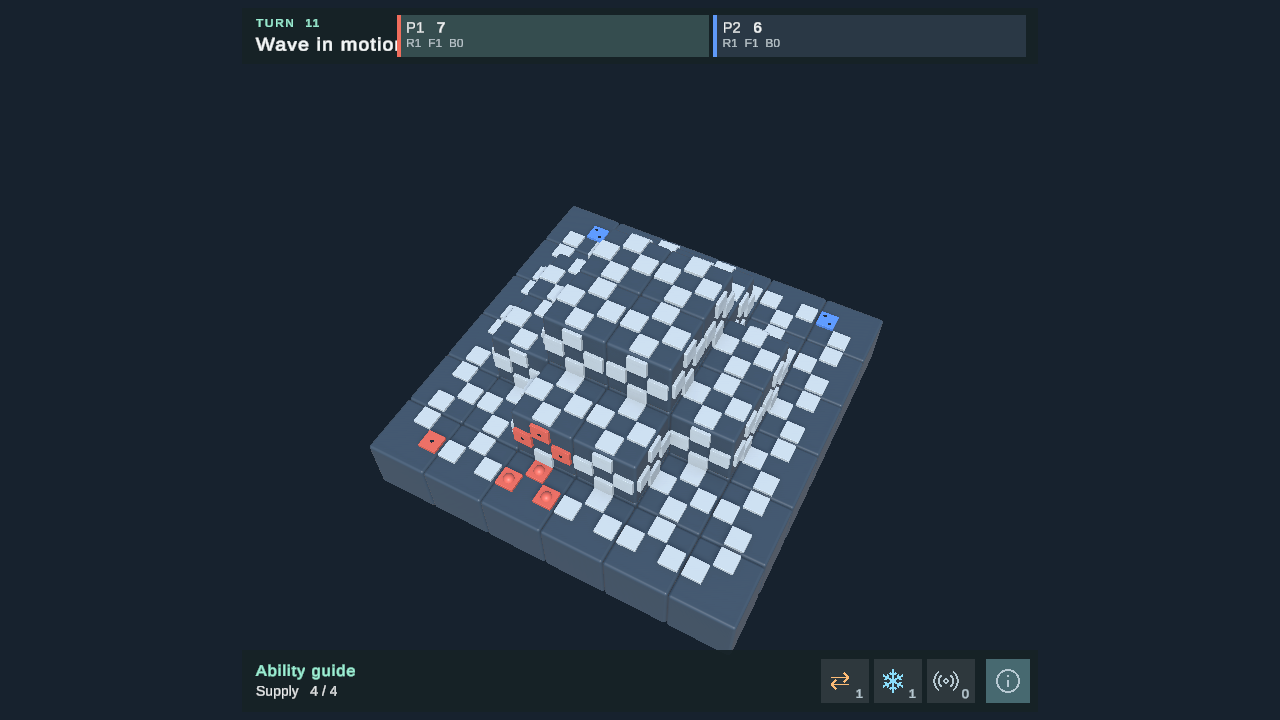 TURN 11
Wave in motion
P1 7
R1 F1 B0
P2 6
R1 F1 B0
Ability guide
Supply 4 / 4
1
1
0